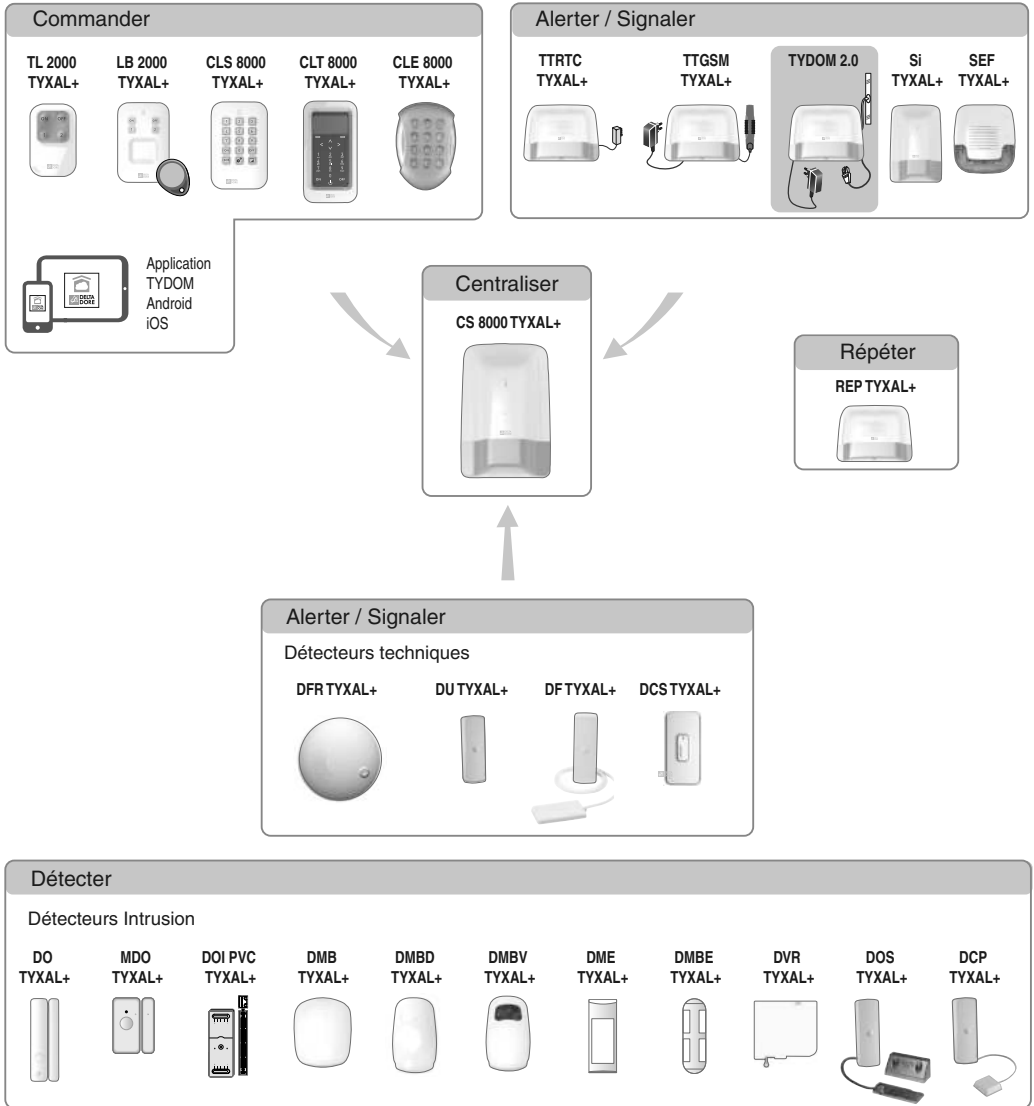 Commander
TL 2000
TYXAL+
LB 2000
TYXAL+
CLS 8000
TYXAL+
CLT 8000
TYXAL+
CLE 8000
TYXAL+
Application
TYDOM
Android
iOS
DELTA
DORE
Alerter / Signaler
TTRTC
TYXAL+
TTGSM
TYXAL+
TYDOM 2.0
Si
TYXAL+
SEF
TYXAL+
Centraliser
CS 8000 TYXAL+
Répéter
REP TYXAL+
Alerter / Signaler
Détecteurs techniques
DFR TYXAL+
DU TYXAL+
DF TYXAL+
DCS TYXAL+
Détecter
Détecteurs Intrusion
DO
TYXAL+
MDO
TYXAL+
DOI PVC
TYXAL+
DMB
TYXAL+
DMBD
TYXAL+
DMBV
TYXAL+
DME
TYXAL+
DMBE
TYXAL+
DVR
TYXAL+
DOS
TYXAL+
DCP
TYXAL+